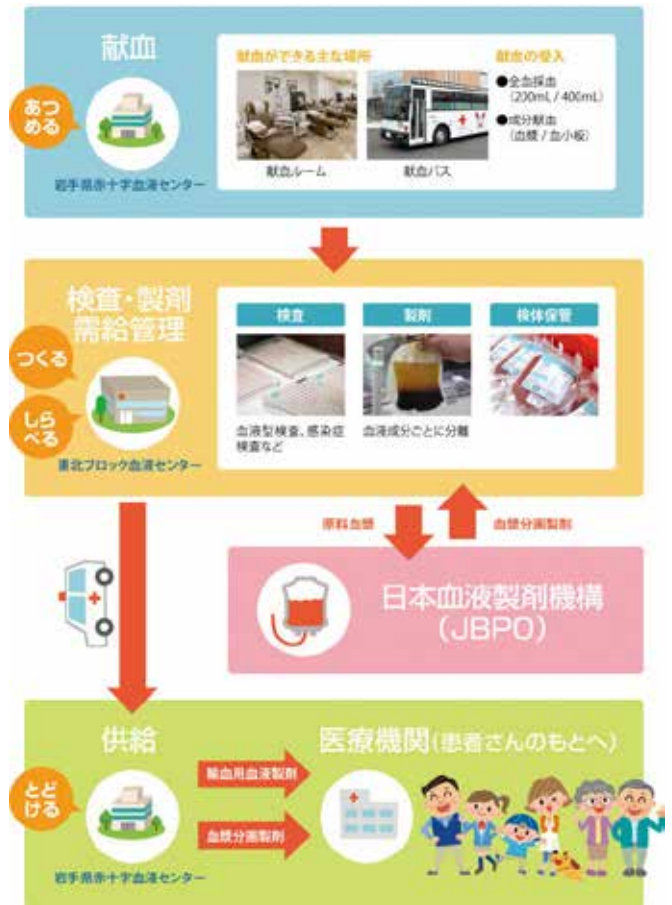 献血
あつ
める
岩手県赤十字血液センター
献血ができる主な場所
献血ルーム
献血バス
献血の受入
●全血採血
(200mL / 400mL)
●成分献血
(血漿 / 血小板)
検査・製剤
需給管理
つくる
しら
べる
東北ブロック血液センター
検査
血液型検査、感染症
検査など
製剤
血液成分ごとに分離
検体保管
原料血漿
血漿分画製剤
日本血液製剤機構
(JBPO)
供給
とど
ける
岩手県赤十字血液センター
輸血用血液製剤
血漿分画製剤
医療機関(患者さんのもとへ)